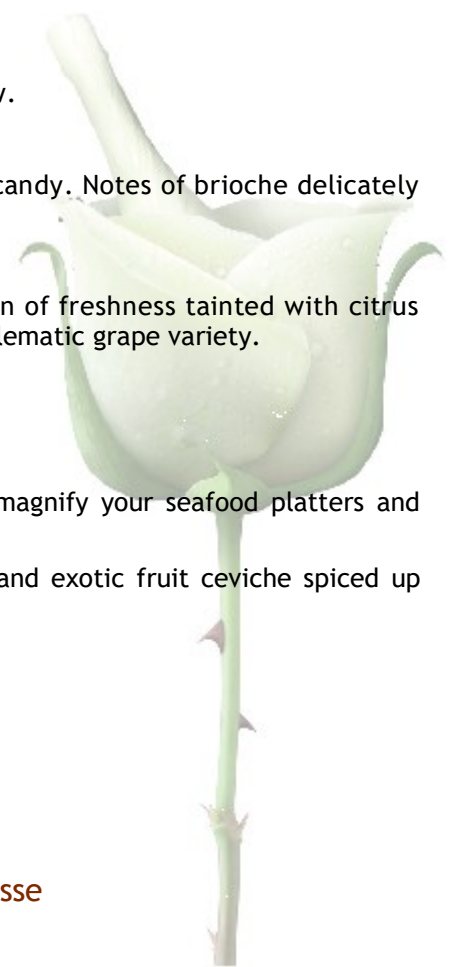 y.
candy. Notes of brioche delicately
n of freshness tainted with citrus
lematic grape variety.
magnify your seafood platters and
and exotic fruit ceviche spiced up
sse